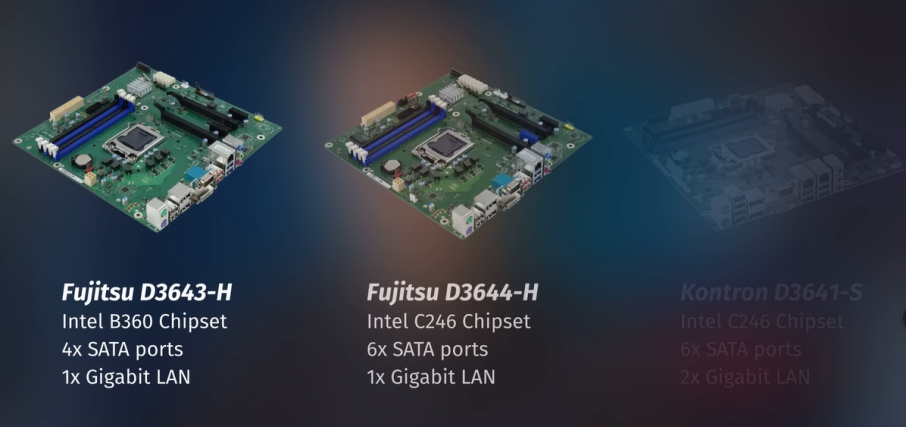 Fujitsu D3643-H
Intel B360 Chipset
4x SATA ports
1x Gigabit LAN
Fujitsu D3644-H
Intel C246 Chipset
6x SATA ports
1x Gigabit LAN
Kontron D3641-S
Intel C246 Chipset
6x SATA ports
2x Gigabit LAN